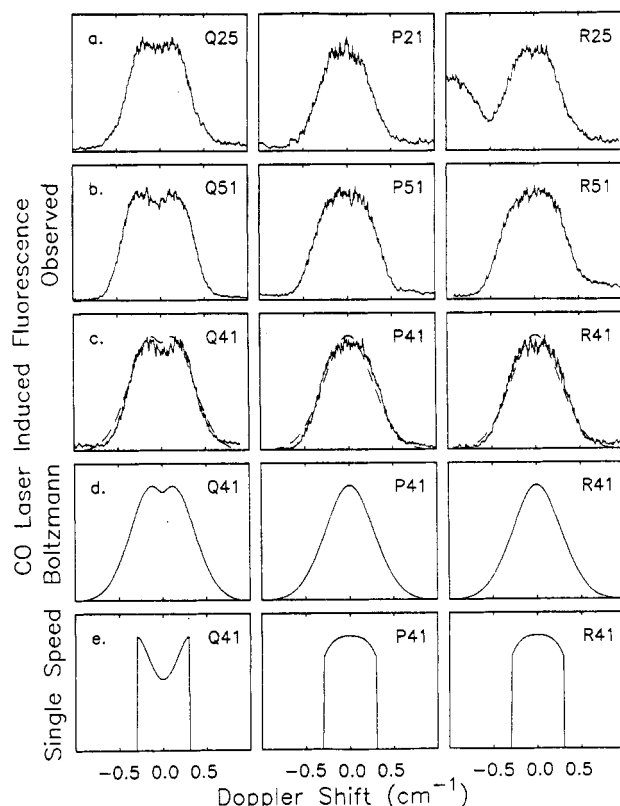 a. Q25 P21 R25
b. Q51 P51 R51
c. Q41 P41 R41
d. Q41 P41 R41
e. Q41 P41 R41
CO Laser Induced Fluorescence
Observed
Boltzmann
Single Speed
-0.5 0.0 0.5 -0.5 0.0 0.5 -0.5 0.0 0.5
Doppler Shift (cm⁻¹)